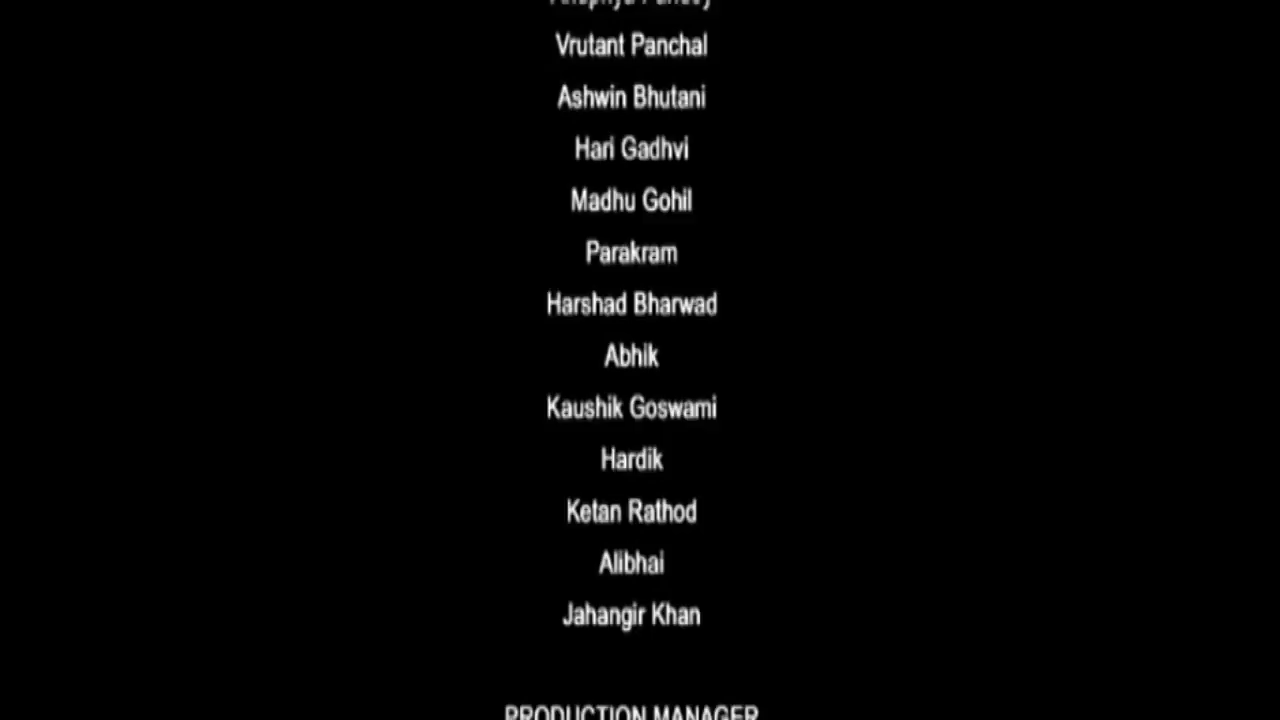 Vrutant Panchal
Ashwin Bhutani
Hari Gadhvi
Madhu Gohil
Parakram
Harshad Bharwad
Abhik
Kaushik Goswami
Hardik
Ketan Rathod
Alibhai
Jahangir Khan
PRODUCTION MANAGER